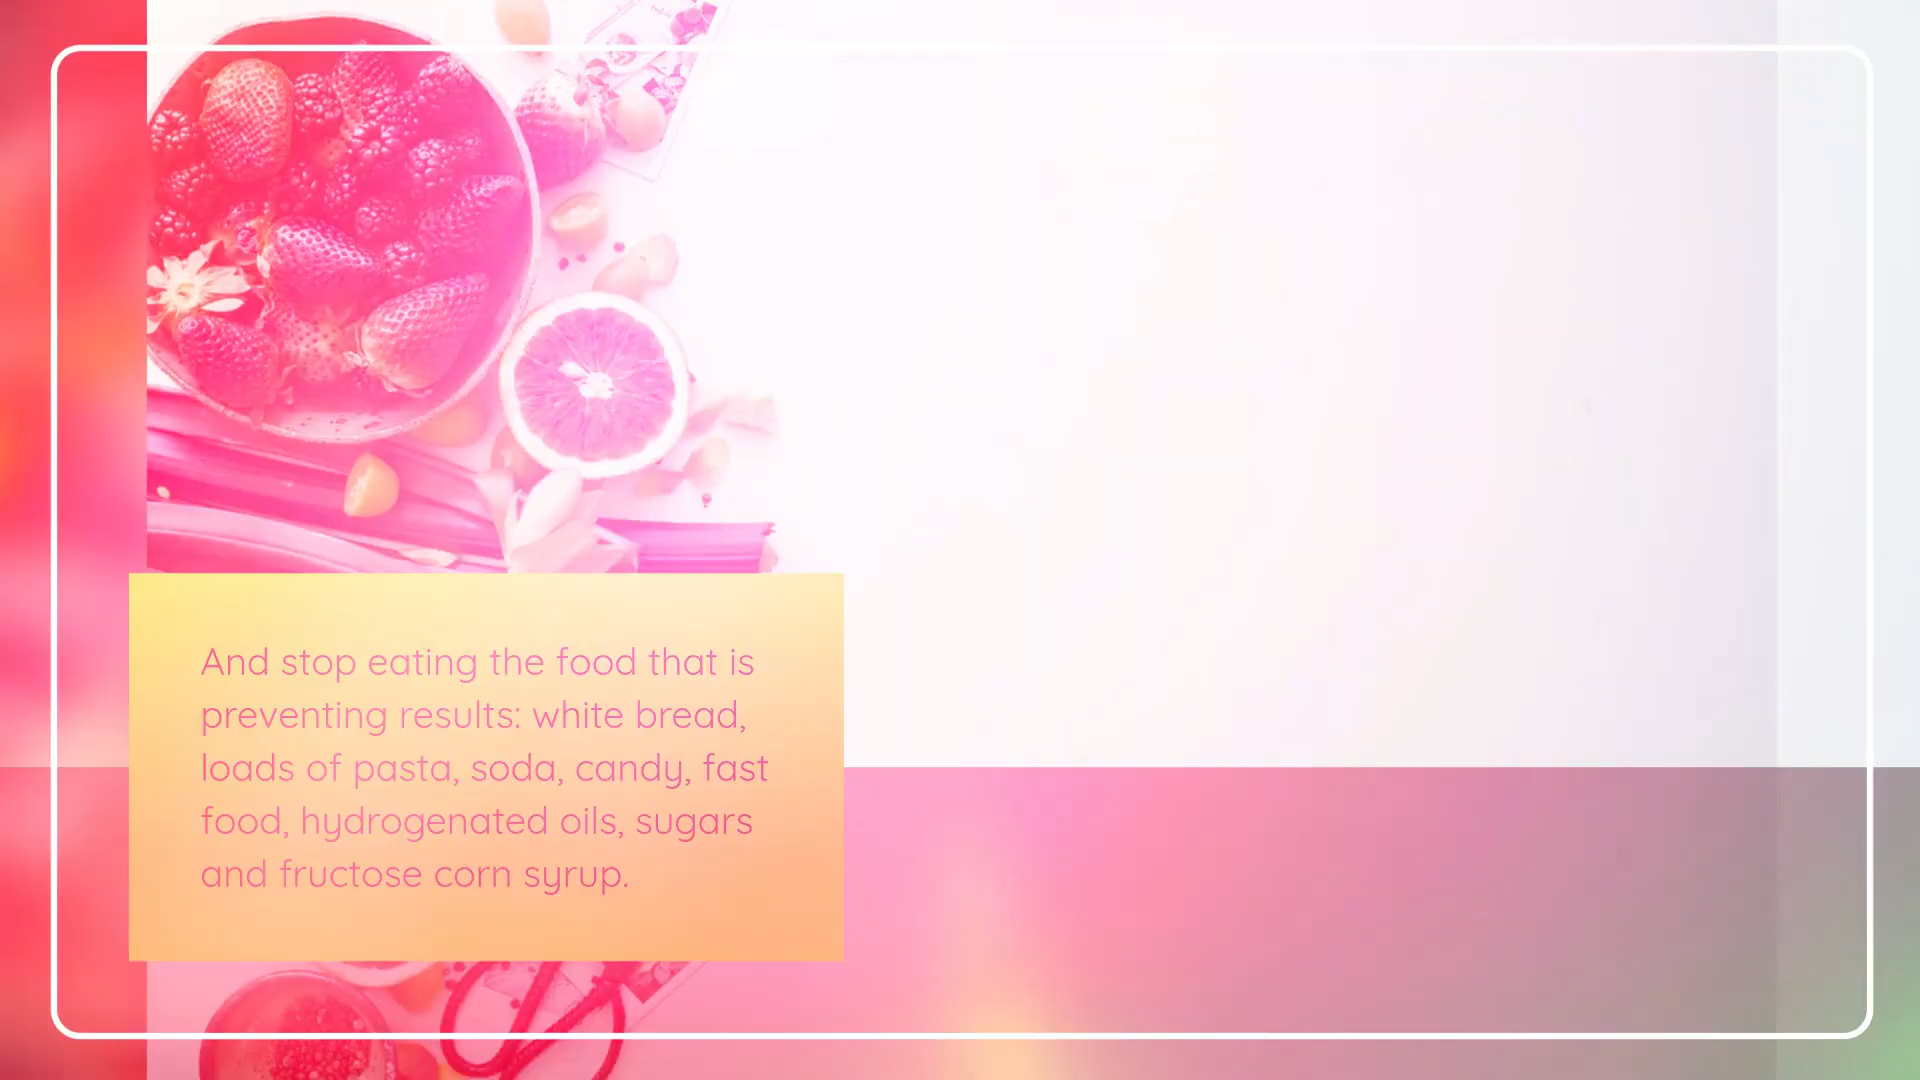 And stop eating the food that is
preventing results: white bread,
loads of pasta, soda, candy, fast
food, hydrogenated oils, sugars
and fructose corn syrup.